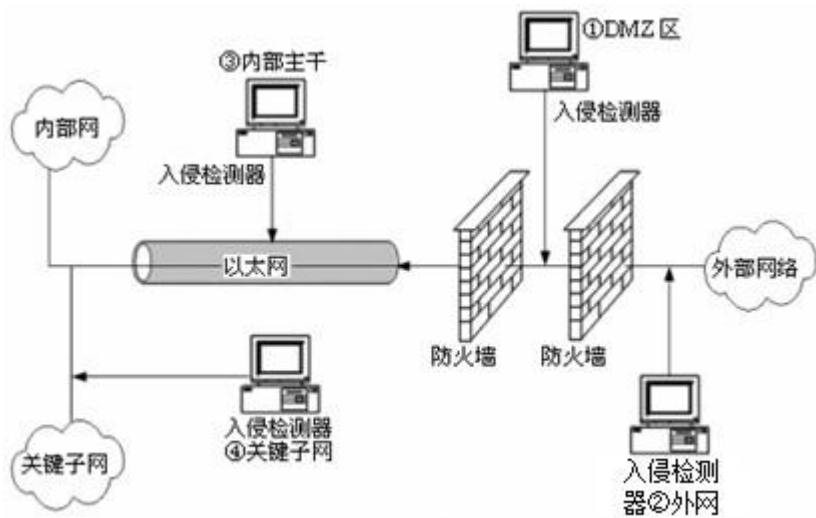 ①DMZ 区
入侵检测器
③内部主干
入侵检测器
内部网
以太网
外部网络
防火墙
防火墙
入侵检测器
④关键子网
关键子网
入侵检测
器②外网